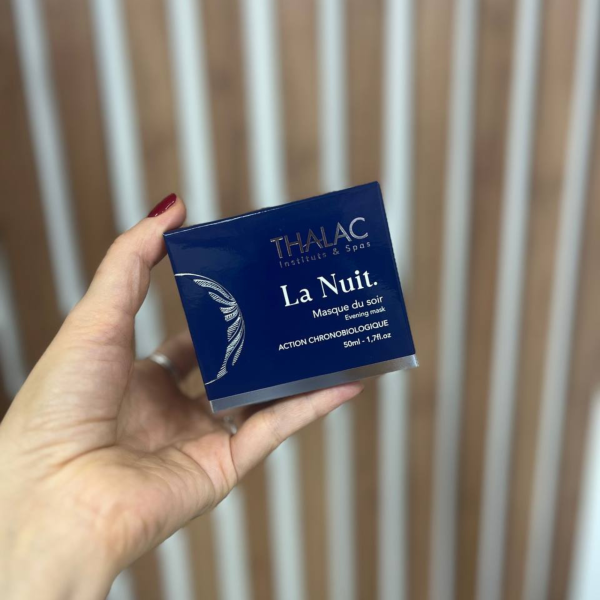 THALAC
Instituts & Spas
La Nuit.
Masque du soir
Evening mask
ACTION CHRONOBIOLOGIQUE
50ml - 1,7fl.oz